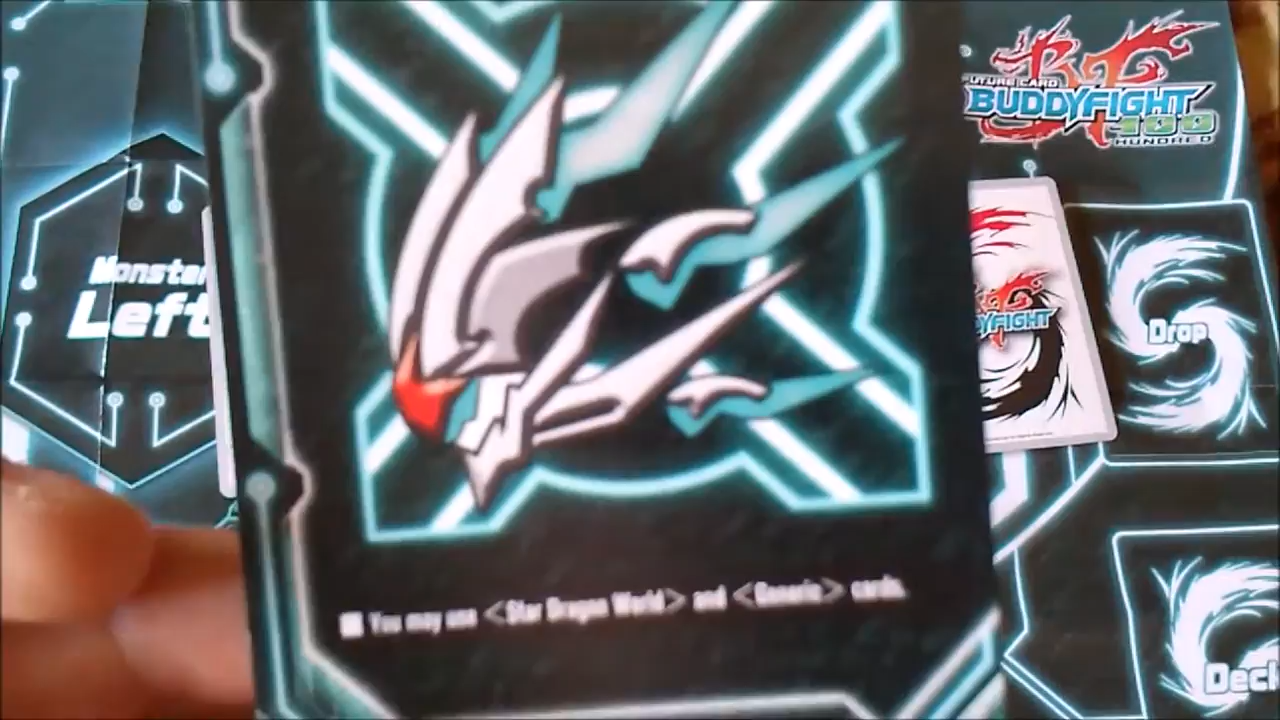 FUTURE CARD
BUDDYFIGHT
100
HUNDRED
Monster
Left
BUDDYFIGHT
Drop
■ You may use <Star Dragon World> and <Generic> cards.
Deck